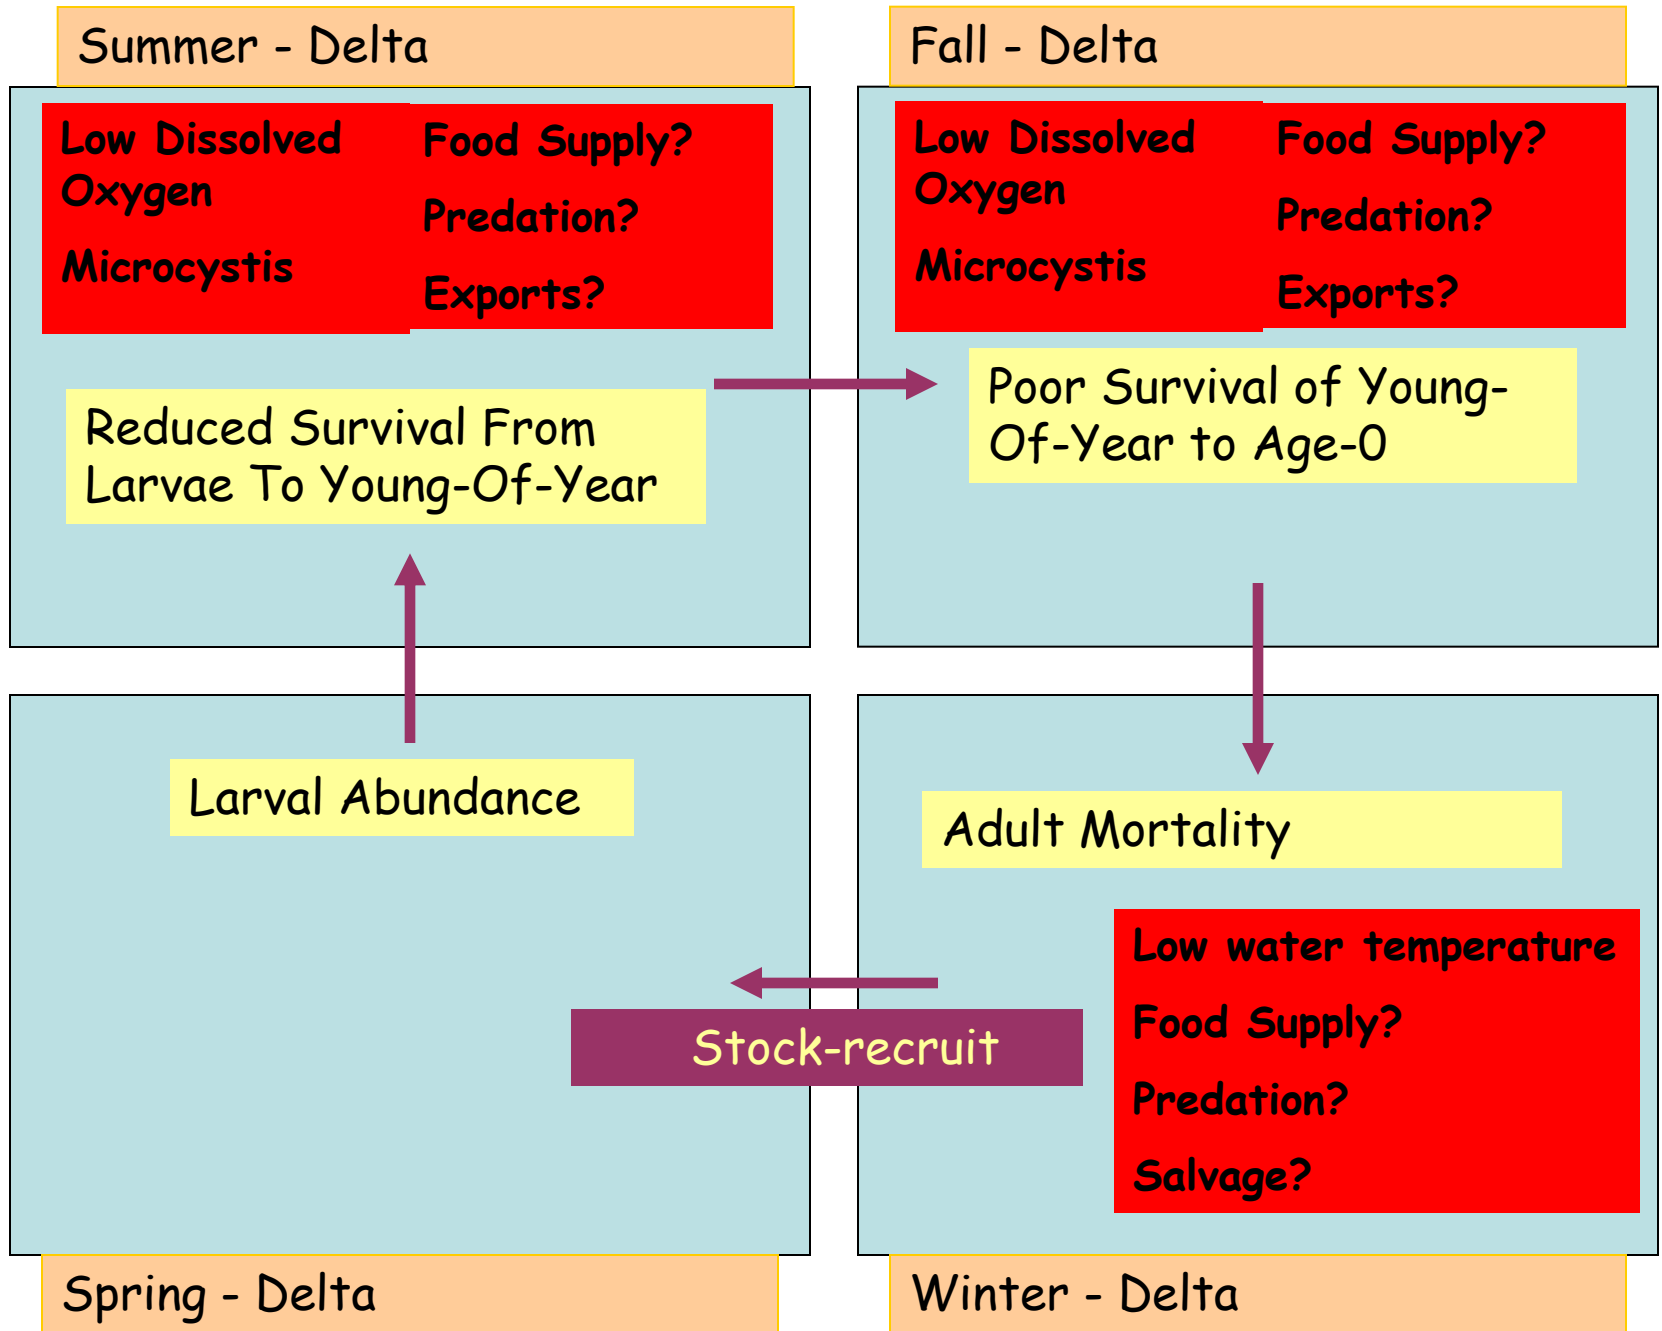 Summer - Delta
Low Dissolved
Oxygen
Microcystis
Food Supply?
Predation?
Exports?
Reduced Survival From
Larvae To Young-Of-Year
Fall - Delta
Low Dissolved
Oxygen
Microcystis
Food Supply?
Predation?
Exports?
Poor Survival of Young-
Of-Year to Age-0
Larval Abundance
Adult Mortality
Low water temperature
Food Supply?
Predation?
Salvage?
Stock-recruit
Spring - Delta
Winter - Delta